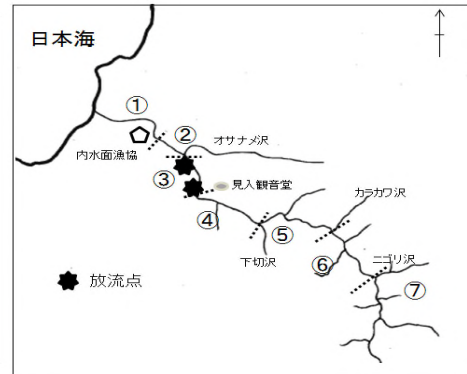 日本海
①
②
オサナメ沢
内水面漁協
③
見入観音堂
カラカワ沢
④
⑤
下切沢
⑥
ニゴリ沢
⑦
放流点